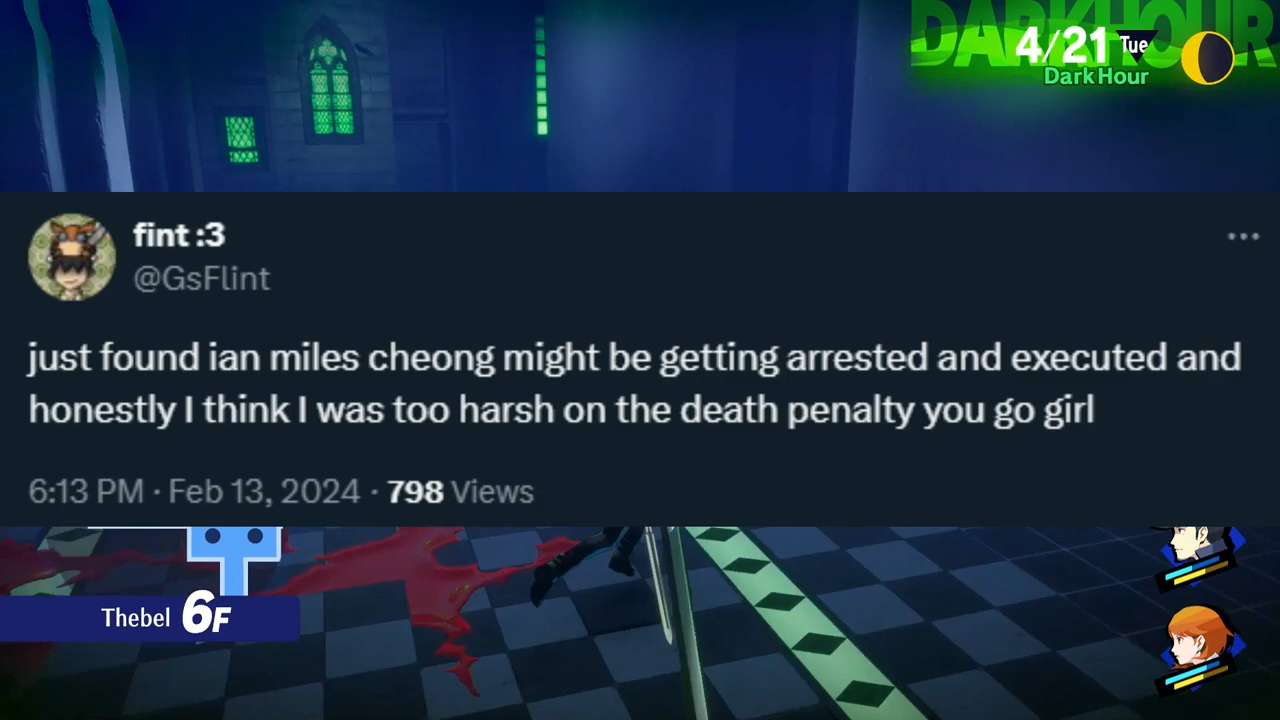 DARK HOUR
4/21 Tue
Dark Hour
fint :3
@GsFlint
just found ian miles cheong might be getting arrested and executed and
honestly I think I was too harsh on the death penalty you go girl
6:13 PM · Feb 13, 2024 · 798 Views
Thebel 6F